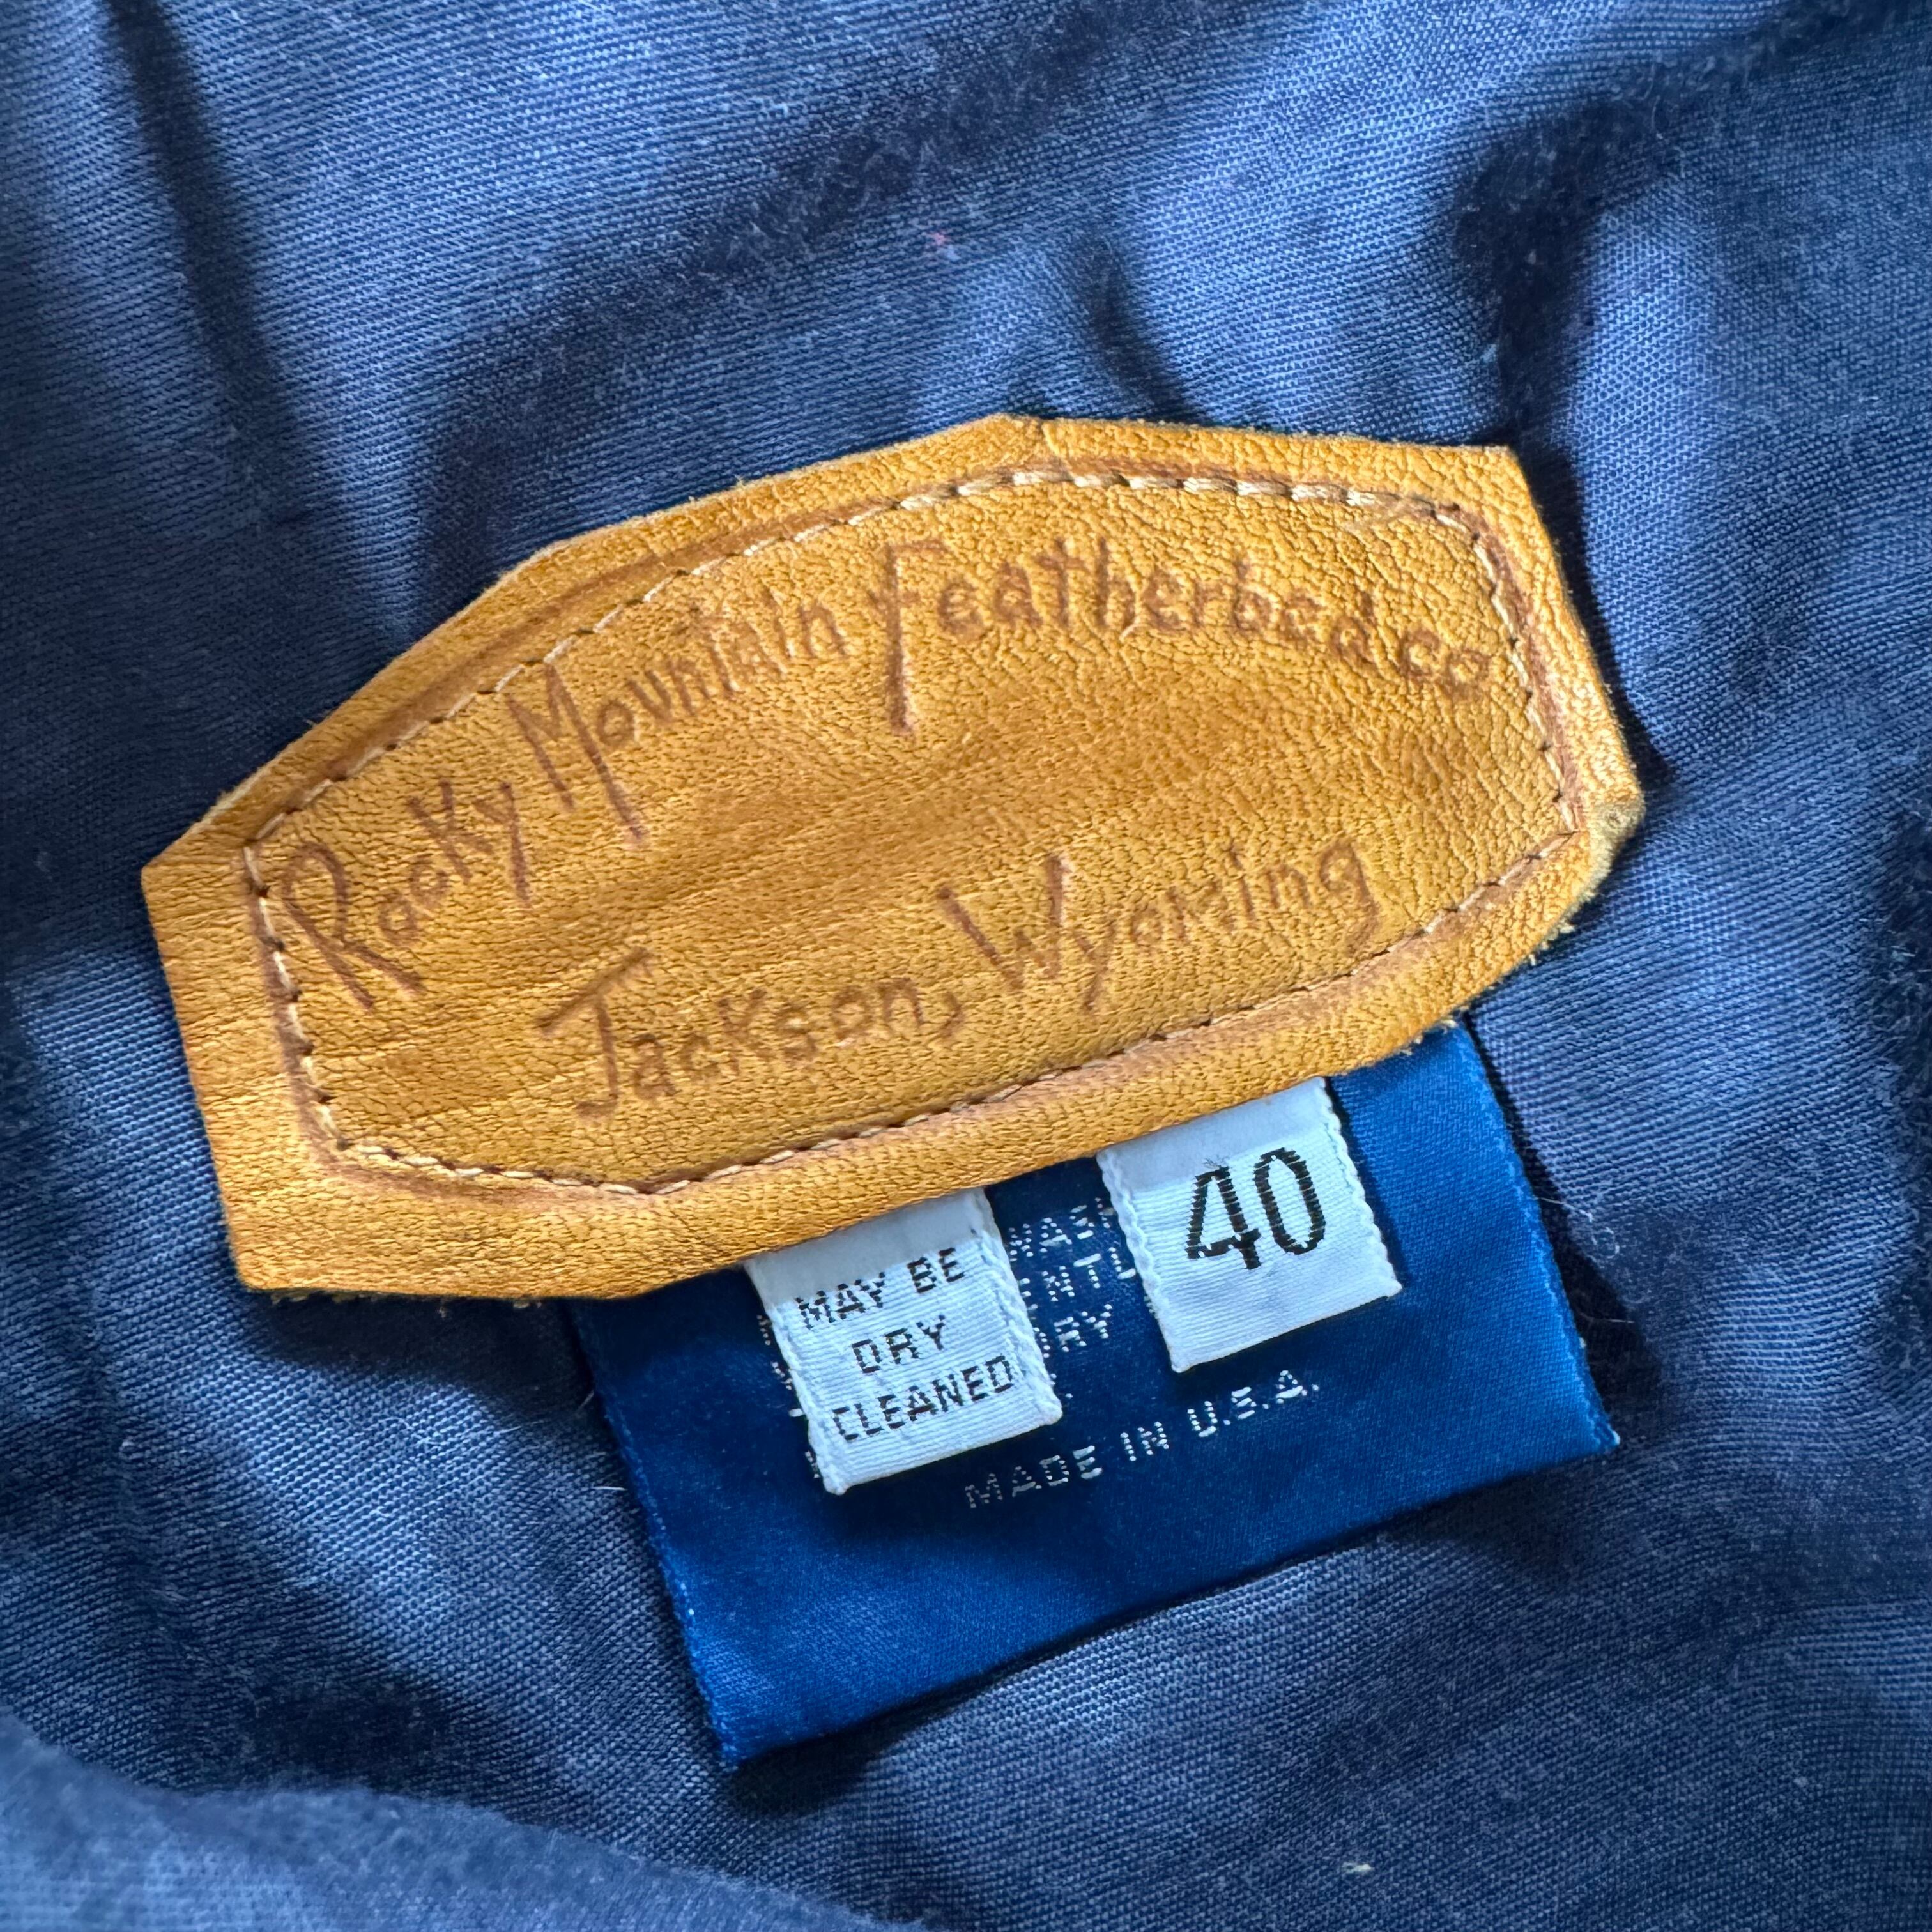 Rocky Mountain Featherbed co
Jackson, Wyoming
MAY BE
DRY
CLEANED
40
MADE IN U.S.A.